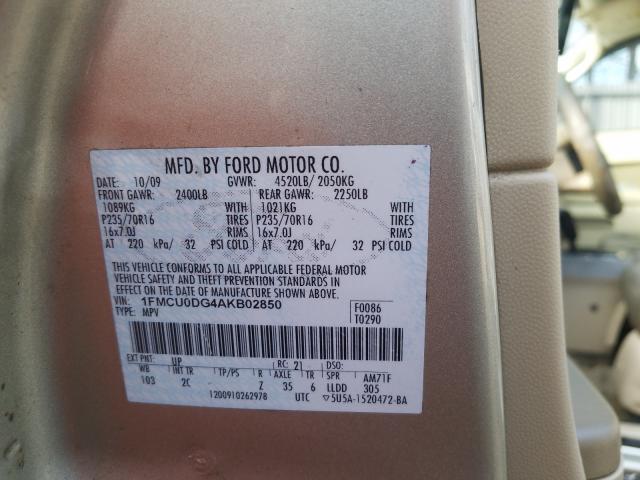 MFD. BY FORD MOTOR CO.
DATE: 10/09 GVWR: 4520LB/ 2050KG
FRONT GAWR: 2400LB REAR GAWR: 2250LB
1089KG WITH 1021KG WITH
P235/70R16 TIRES P235/70R16 TIRES
16x7.0J RIMS 16x7.0J RIMS
AT 220 kPa/ 32 PSI COLD AT 220 kPa/ 32 PSI COLD
THIS VEHICLE CONFORMS TO ALL APPLICABLE FEDERAL MOTOR
VEHICLE SAFETY AND THEFT PREVENTION STANDARDS IN
EFFECT ON THE DATE OF MANUFACTURE SHOWN ABOVE.
VIN: 1FMCU0DG4AKB02850 F0086
TYPE: MPV T0290
EXT PNT: UP RC: 21 DSO:
WB INT TR TP/PS R AXLE TR SPR AM71F
103 2C Z 35 6 LLDD 305
1200910262978 UTC ▽5U5A-1520472-BA